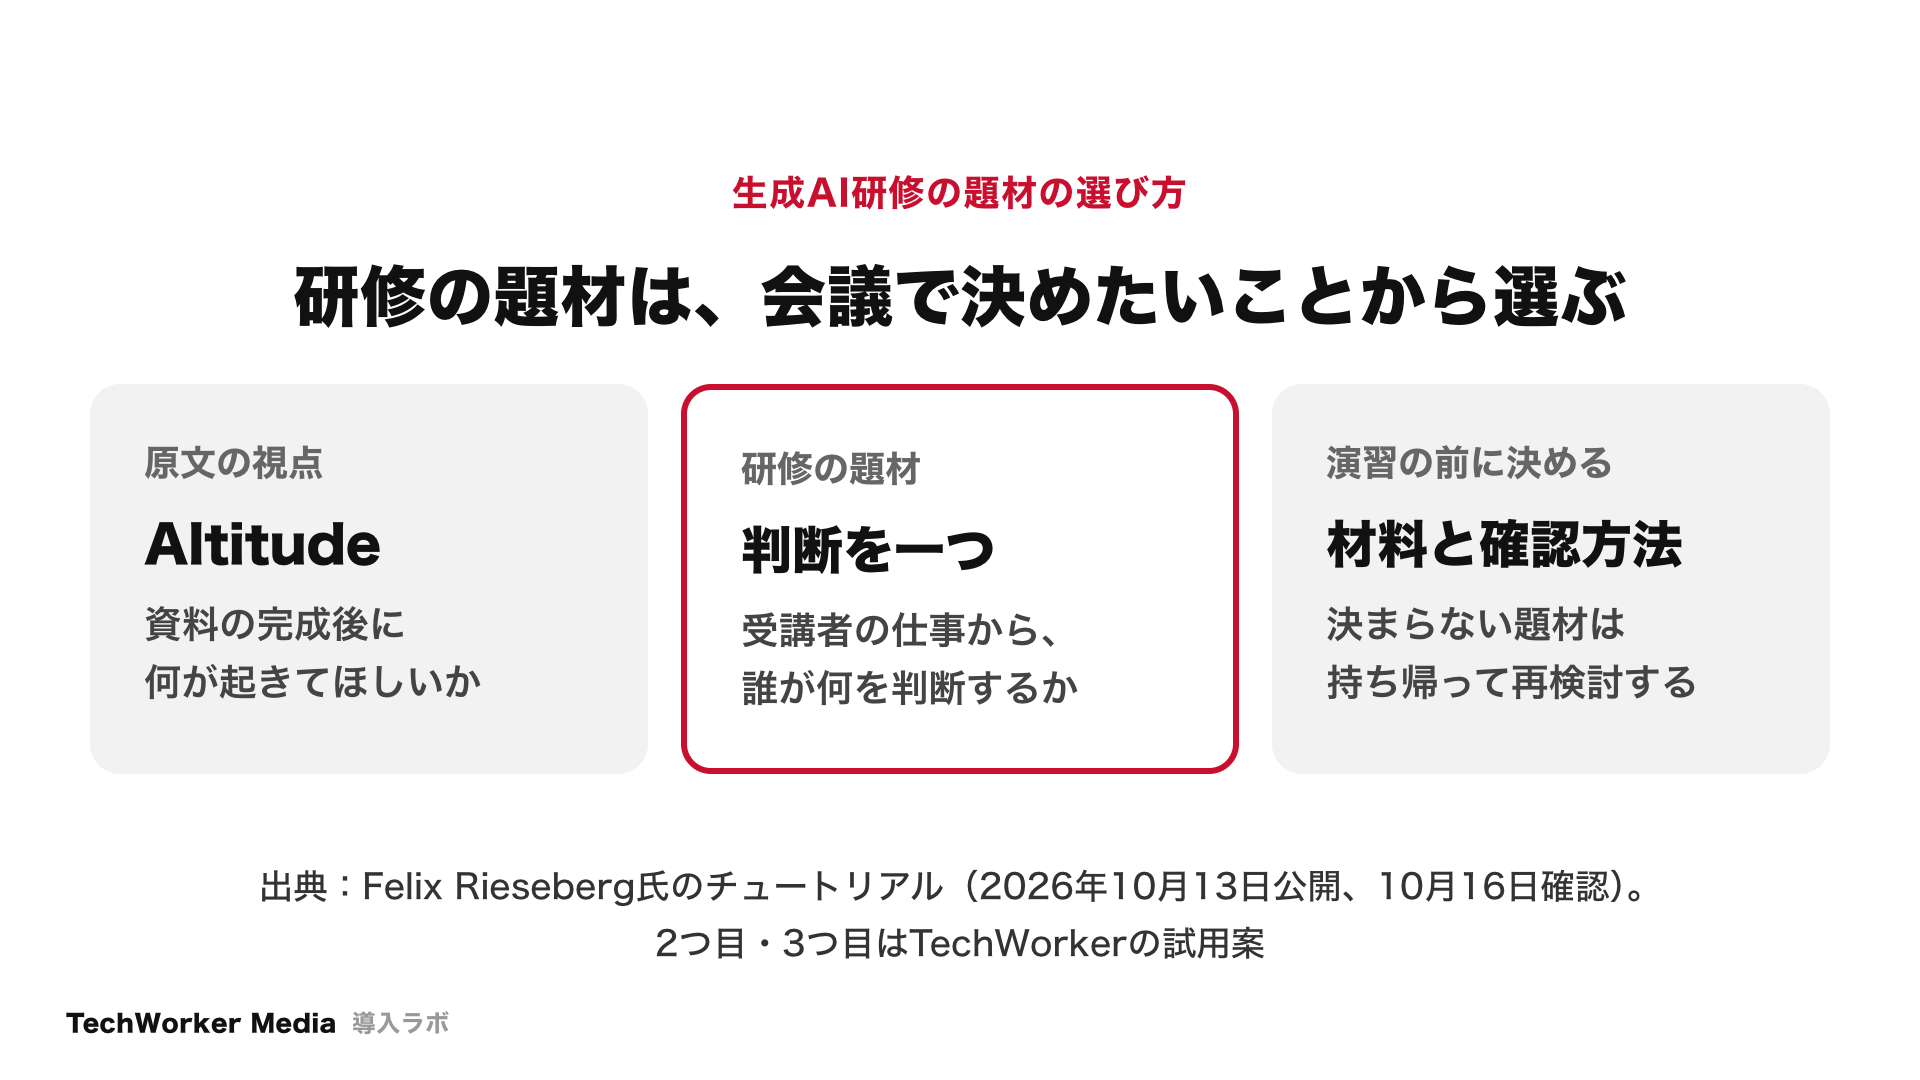 生成AI研修の題材の選び方
研修の題材は、会議で決めたいことから選ぶ
原文の視点
Altitude
資料の完成後に
何が起きてほしいか
研修の題材
判断を一つ
受講者の仕事から、
誰が何を判断するか
演習の前に決める
材料と確認方法
決まらない題材は
持ち帰って再検討する
出典：Felix Rieseberg氏のチュートリアル（2026年10月13日公開、10月16日確認）。
2つ目・3つ目はTechWorkerの試用案
TechWorker Media 導入ラボ